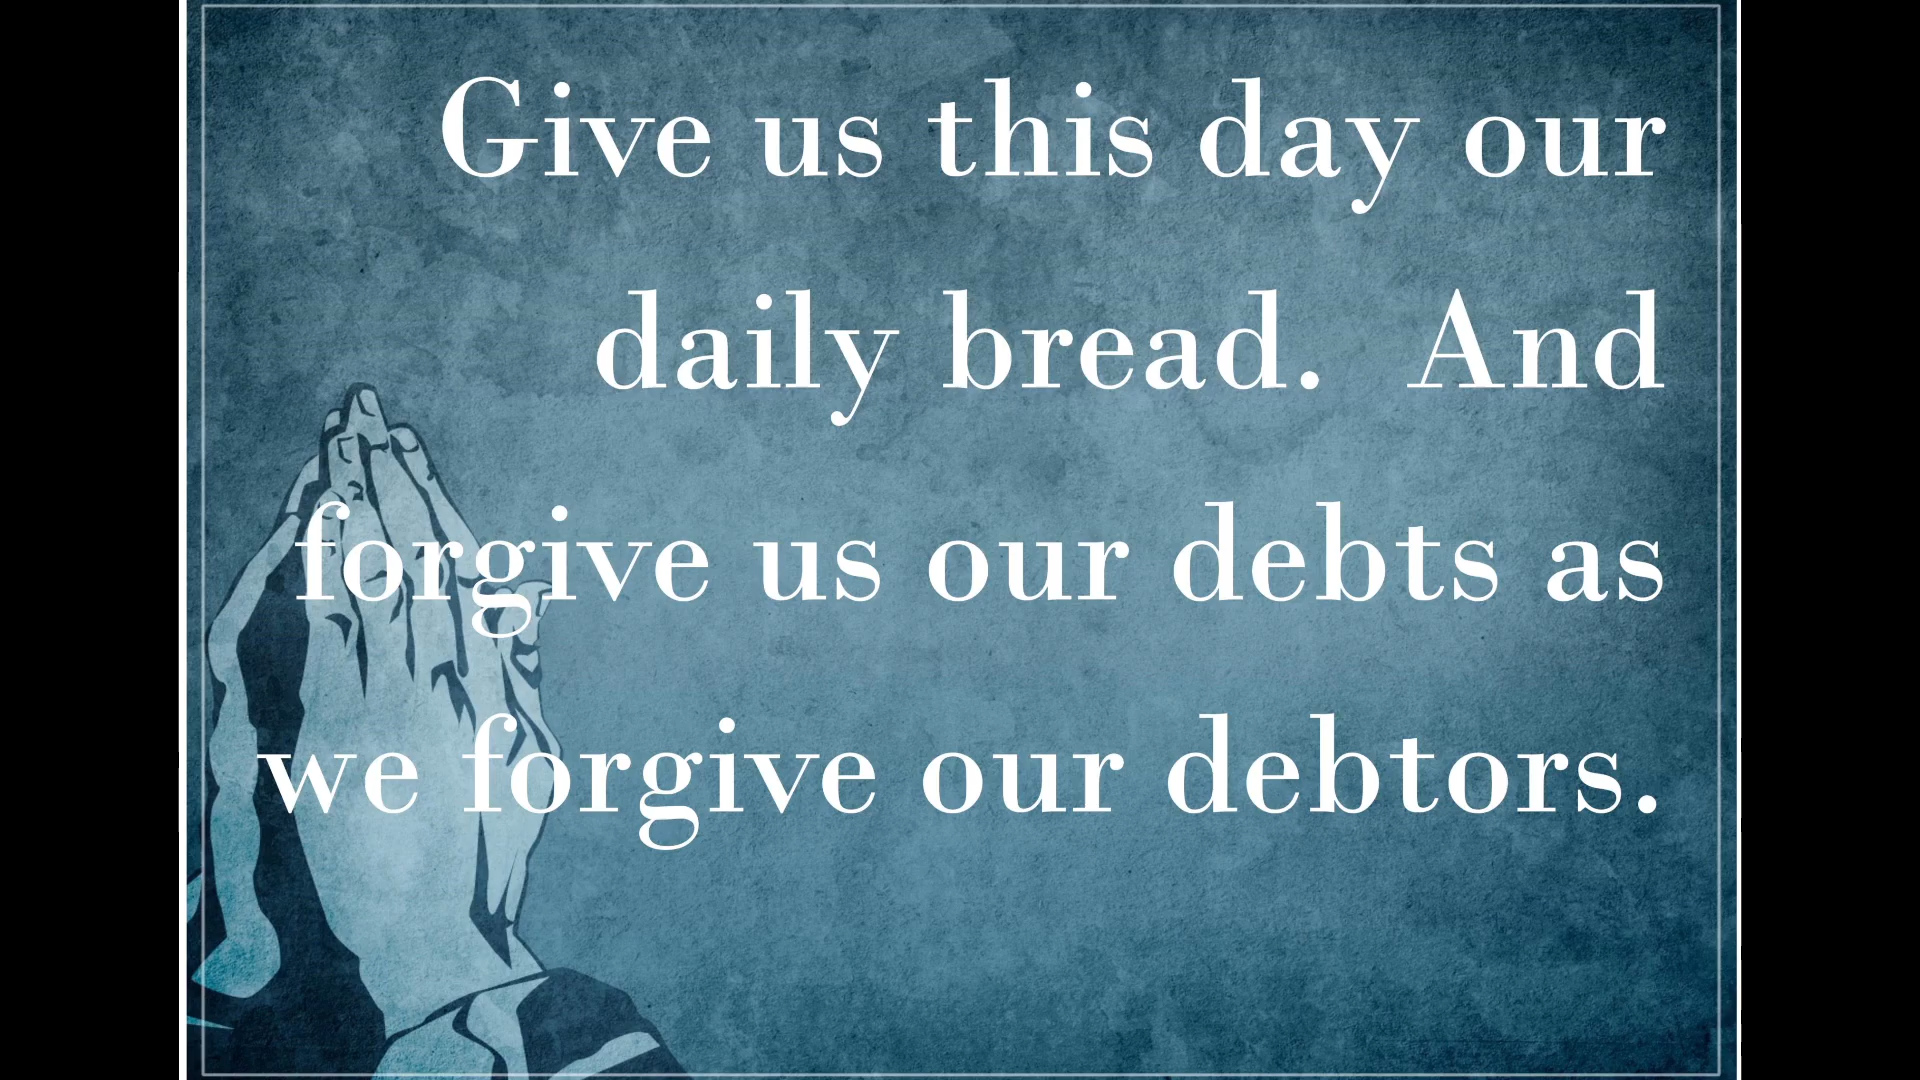 Give us this day our
daily bread.  And
forgive us our debts as
we forgive our debtors.